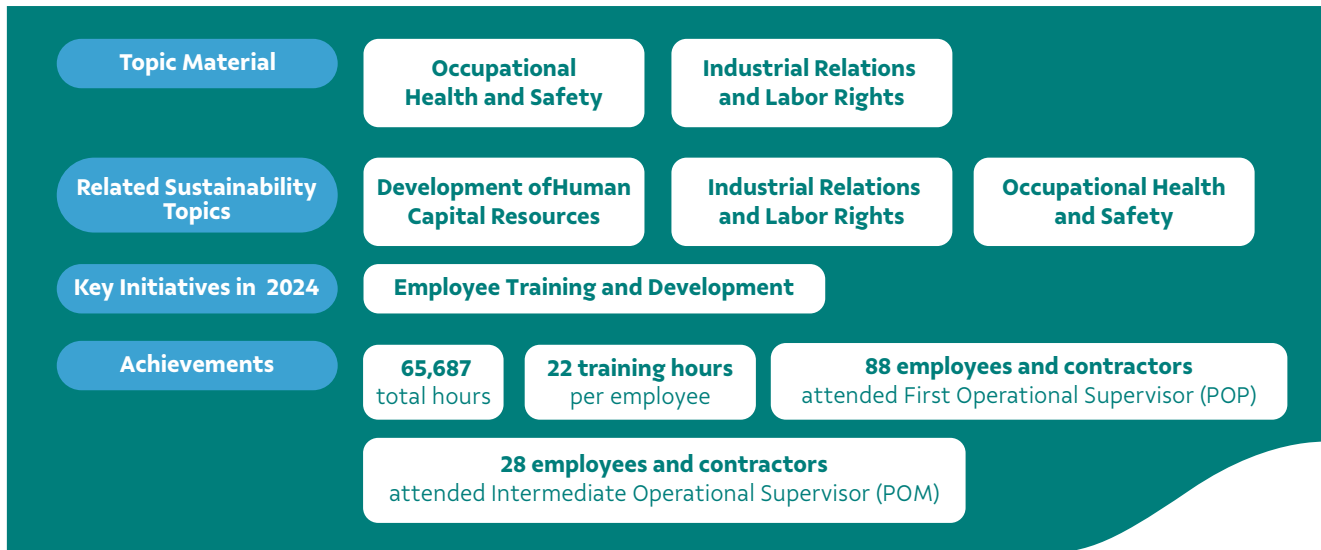 Topic Material
Occupational
Health and Safety
Industrial Relations
and Labor Rights
Related Sustainability
Topics
Development ofHuman
Capital Resources
Industrial Relations
and Labor Rights
Occupational Health
and Safety
Key Initiatives in  2024
Employee Training and Development
Achievements
65,687
total hours
22 training hours
per employee
88 employees and contractors
attended First Operational Supervisor (POP)
28 employees and contractors
attended Intermediate Operational Supervisor (POM)